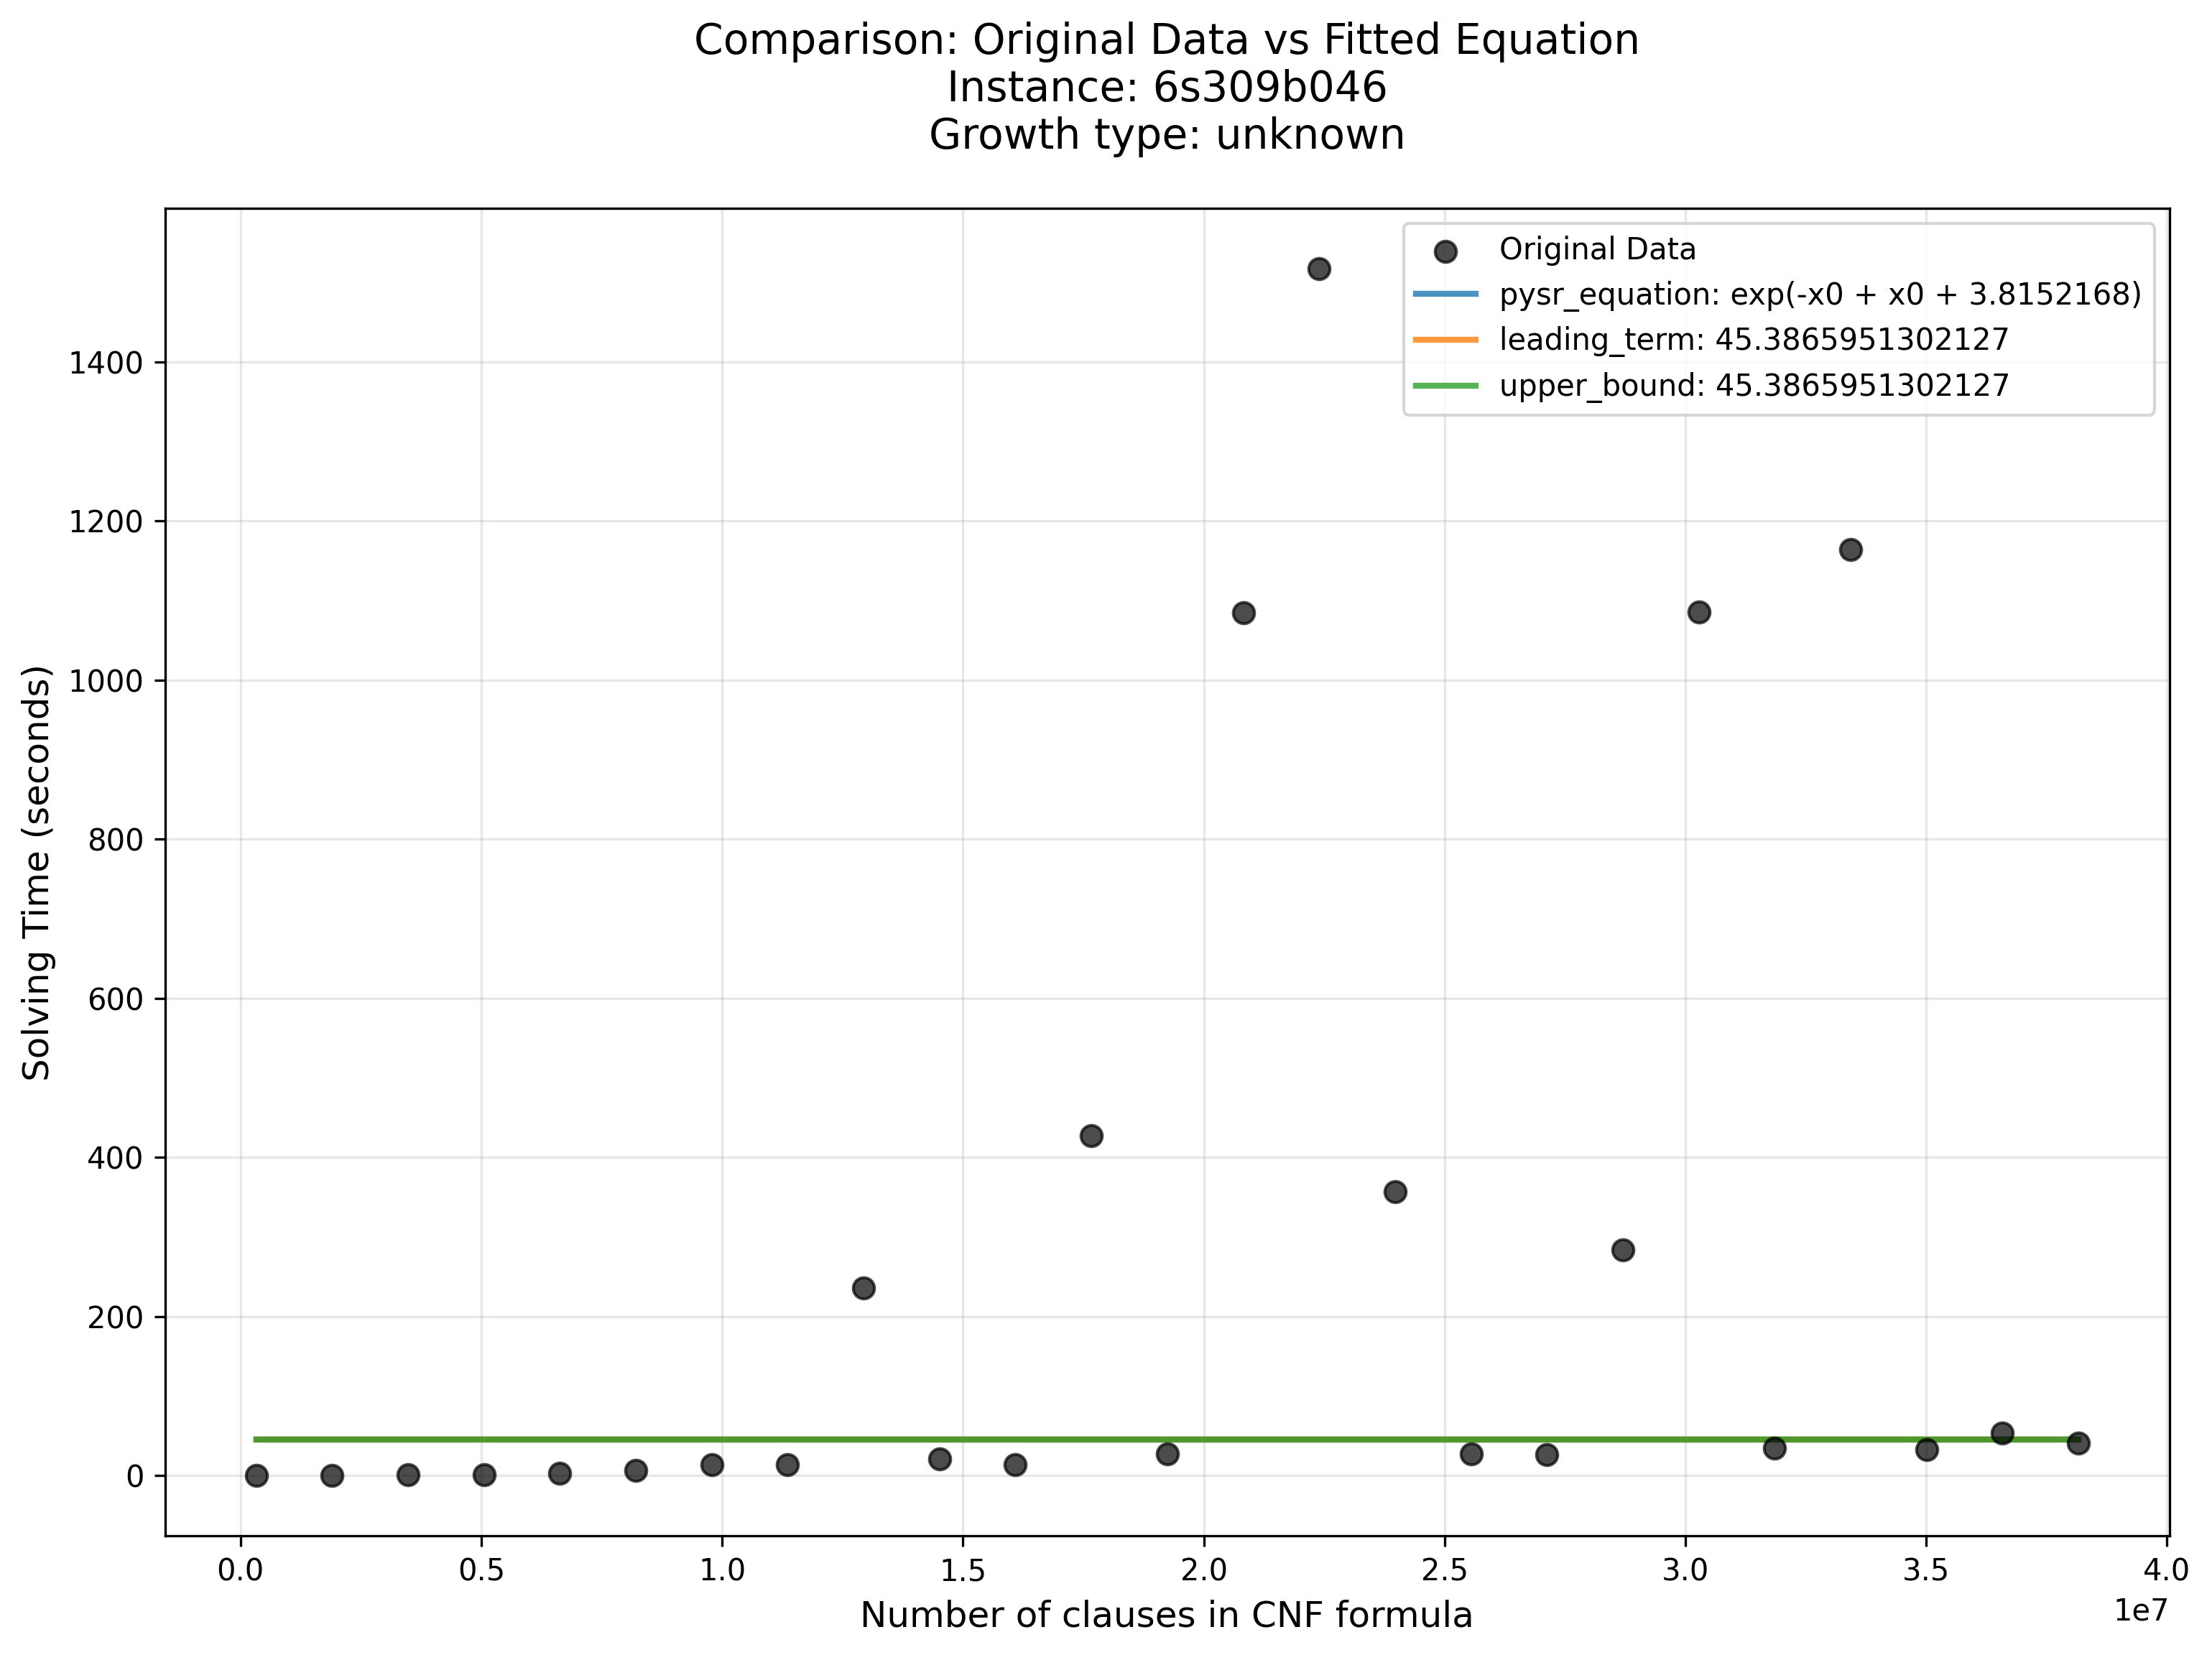 Comparison: Original Data vs Fitted Equation
Instance: 6s309b046
Growth type: unknown
Original Data
pysr_equation: exp(-x0 + x0 + 3.8152168)
leading_term: 45.3865951302127
upper_bound: 45.3865951302127
1400
1200
1000
800
600
400
200
0
Solving Time (seconds)
0.0 0.5 1.0 1.5 2.0 2.5 3.0 3.5 4.0
1e7
Number of clauses in CNF formula